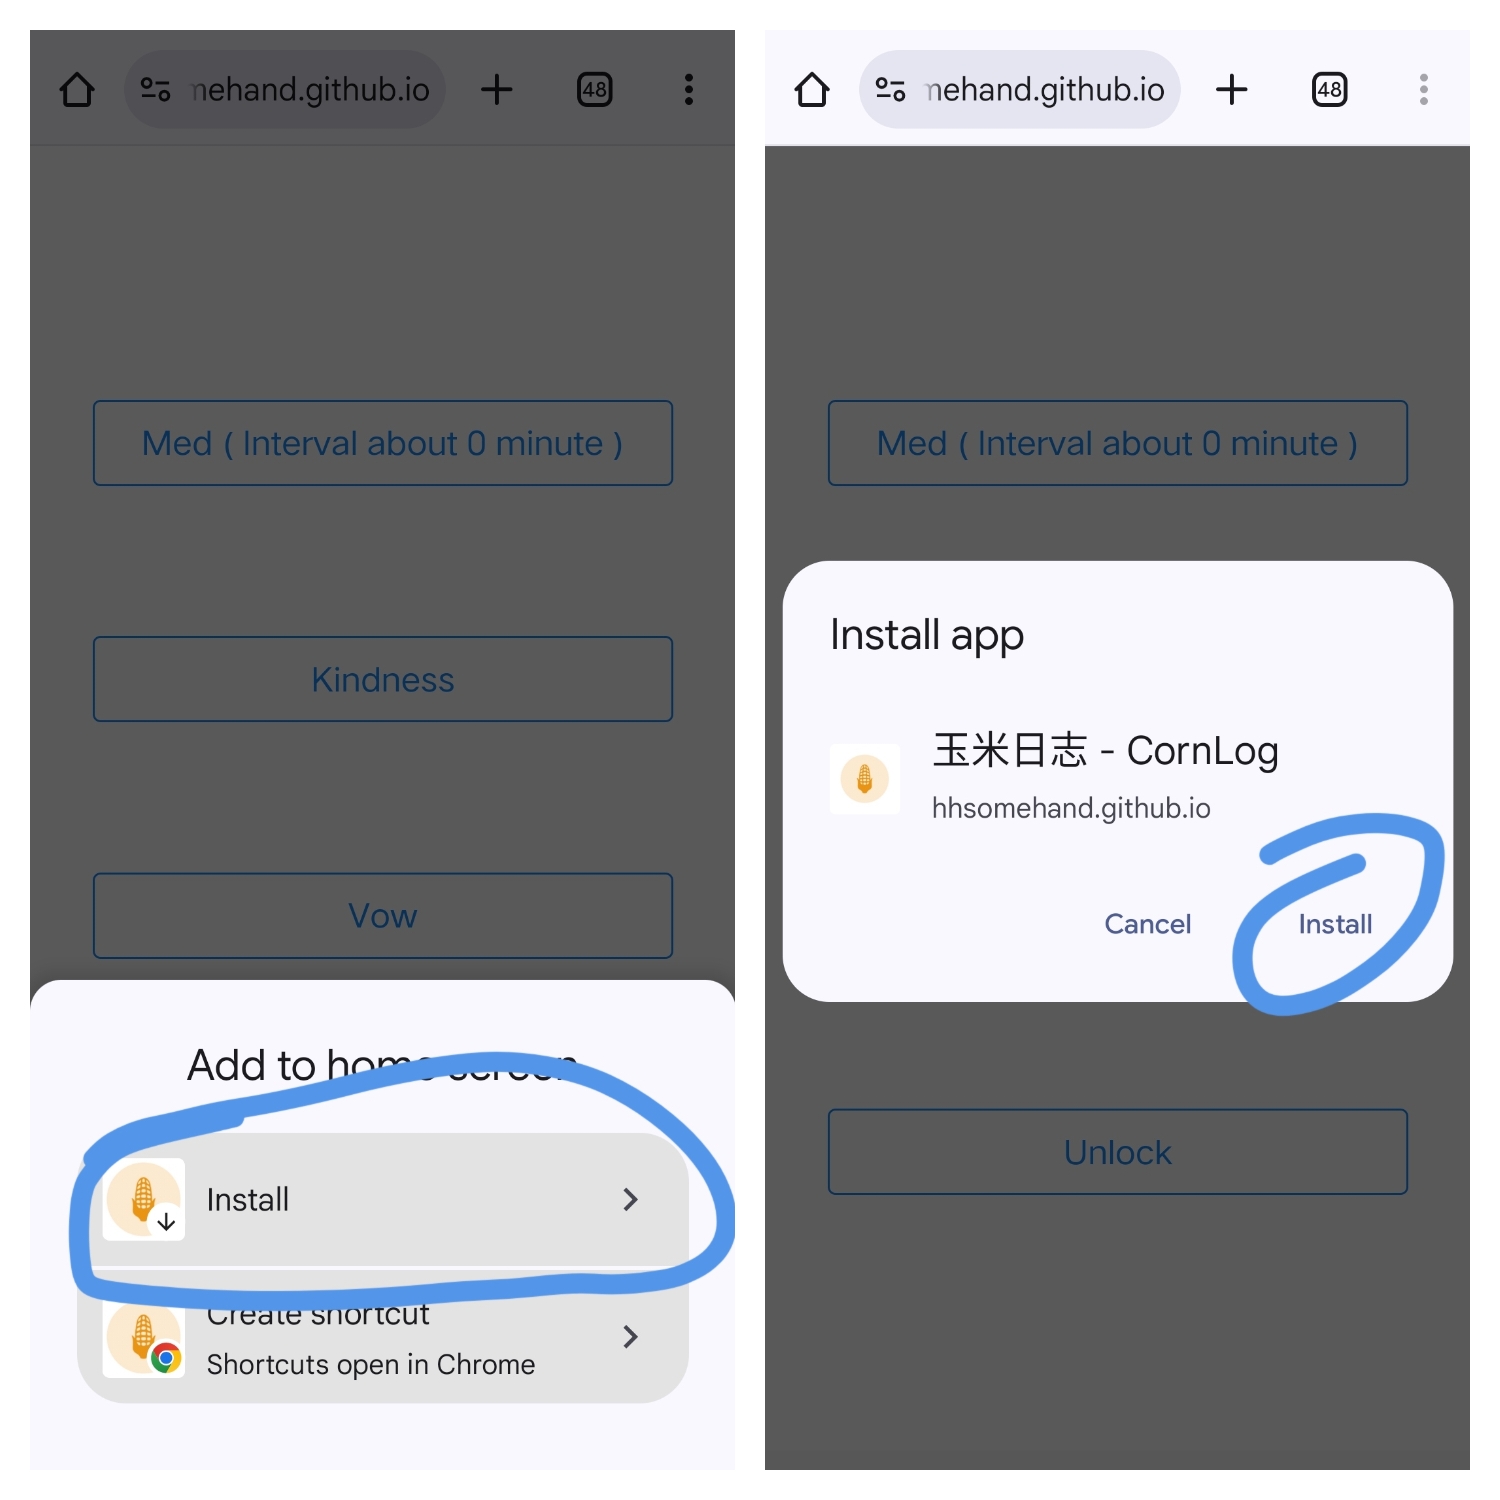 mehand.github.io
48
Med ( Interval about 0 minute )
Kindness
Vow
Add to home screen
Install
Create shortcut
Shortcuts open in Chrome
mehand.github.io
48
Med ( Interval about 0 minute )
Install app
玉米日志 - CornLog
hhsomehand.github.io
Cancel
Install
Unlock